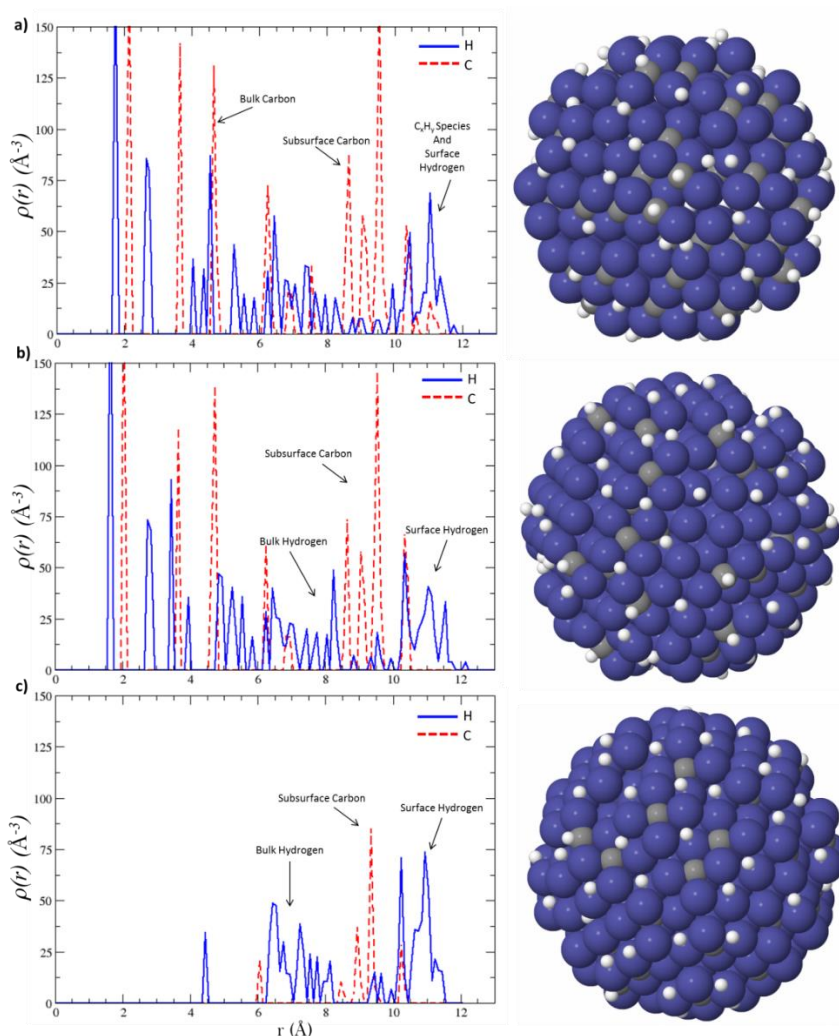 a)
150
125
100
75
50
25
0
ρ(r) (Å⁻³)
H
C
Bulk Carbon
Subsurface Carbon
CₓHᵧ Species
And
Surface
Hydrogen
0 2 4 6 8 10 12
b)
150
125
100
75
50
25
0
ρ(r) (Å⁻³)
H
C
Subsurface Carbon
Bulk Hydrogen
Surface Hydrogen
0 2 4 6 8 10 12
c)
150
125
100
75
50
25
0
ρ(r) (Å⁻³)
H
C
Subsurface Carbon
Surface Hydrogen
Bulk Hydrogen
0 2 4 6 8 10 12
r (Å)